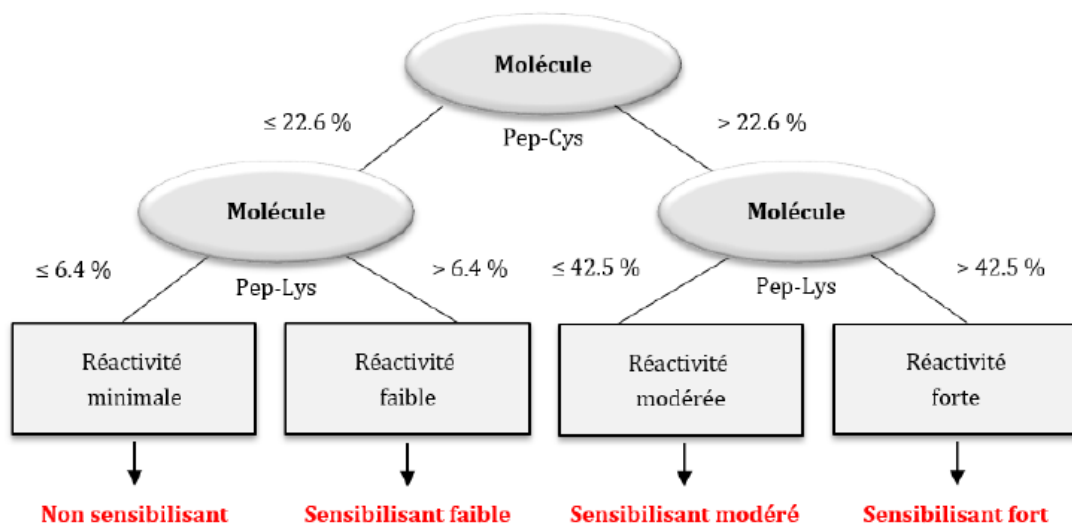 Molécule
≤ 22.6 %
> 22.6 %
Pep-Cys
Molécule
Molécule
≤ 6.4 %
> 6.4 %
≤ 42.5 %
> 42.5 %
Pep-Lys
Pep-Lys
Réactivité
minimale
Réactivité
faible
Réactivité
modérée
Réactivité
forte
Non sensibilisant
Sensibilisant faible
Sensibilisant modéré
Sensibilisant fort